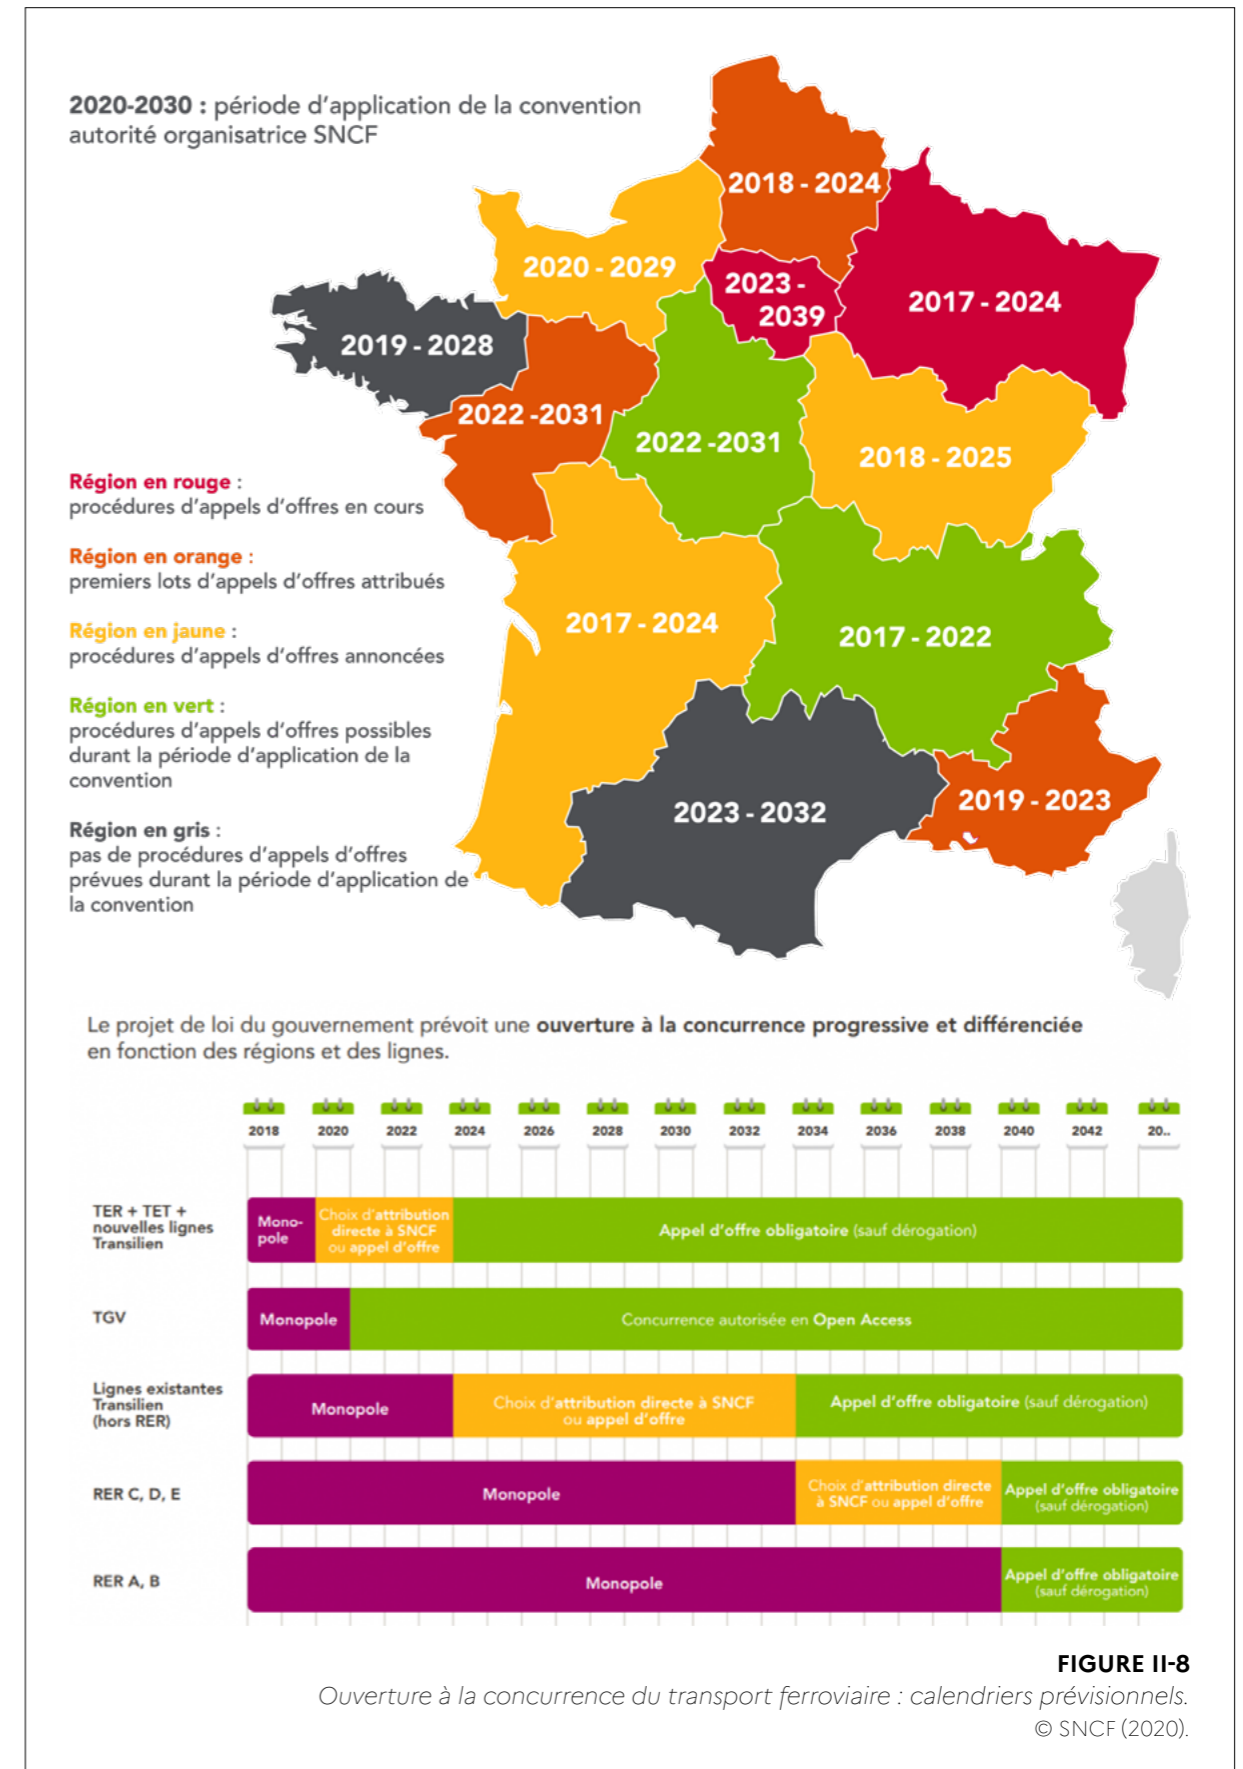 2020-2030 : période d'application de la convention
autorité organisatrice SNCF
2018 - 2024
2020 - 2029
2023 -
2039
2017 - 2024
2019 - 2028
2022 -2031
2022 -2031
2018 - 2025
Région en rouge :
procédures d'appels d'offres en cours
Région en orange :
premiers lots d'appels d'offres attribués
Région en jaune :
procédures d'appels d'offres annoncées
Région en vert :
procédures d'appels d'offres possibles
durant la période d'application de la
convention
Région en gris :
pas de procédures d'appels d'offres
prévues durant la période d'application de
la convention
2017 - 2024
2017 - 2022
2023 - 2032
2019 - 2023
Le projet de loi du gouvernement prévoit une ouverture à la concurrence progressive et différenciée
en fonction des régions et des lignes.
2018 2020 2022 2024 2026 2028 2030 2032 2034 2036 2038 2040 2042 20..
TER + TET +
nouvelles lignes
Transilien
Mono-
pole
Choix d'attribution
directe à SNCF
ou appel d'offre
Appel d'offre obligatoire (sauf dérogation)
TGV
Monopole
Concurrence autorisée en Open Access
Lignes existantes
Transilien
(hors RER)
Monopole
Choix d'attribution directe à SNCF
ou appel d'offre
Appel d'offre obligatoire (sauf dérogation)
RER C, D, E
Monopole
Choix d'attribution directe
à SNCF ou appel d'offre
Appel d'offre obligatoire
(sauf dérogation)
RER A, B
Monopole
Appel d'offre obligatoire
(sauf dérogation)
FIGURE II-8
Ouverture à la concurrence du transport ferroviaire : calendriers prévisionnels.
© SNCF (2020).